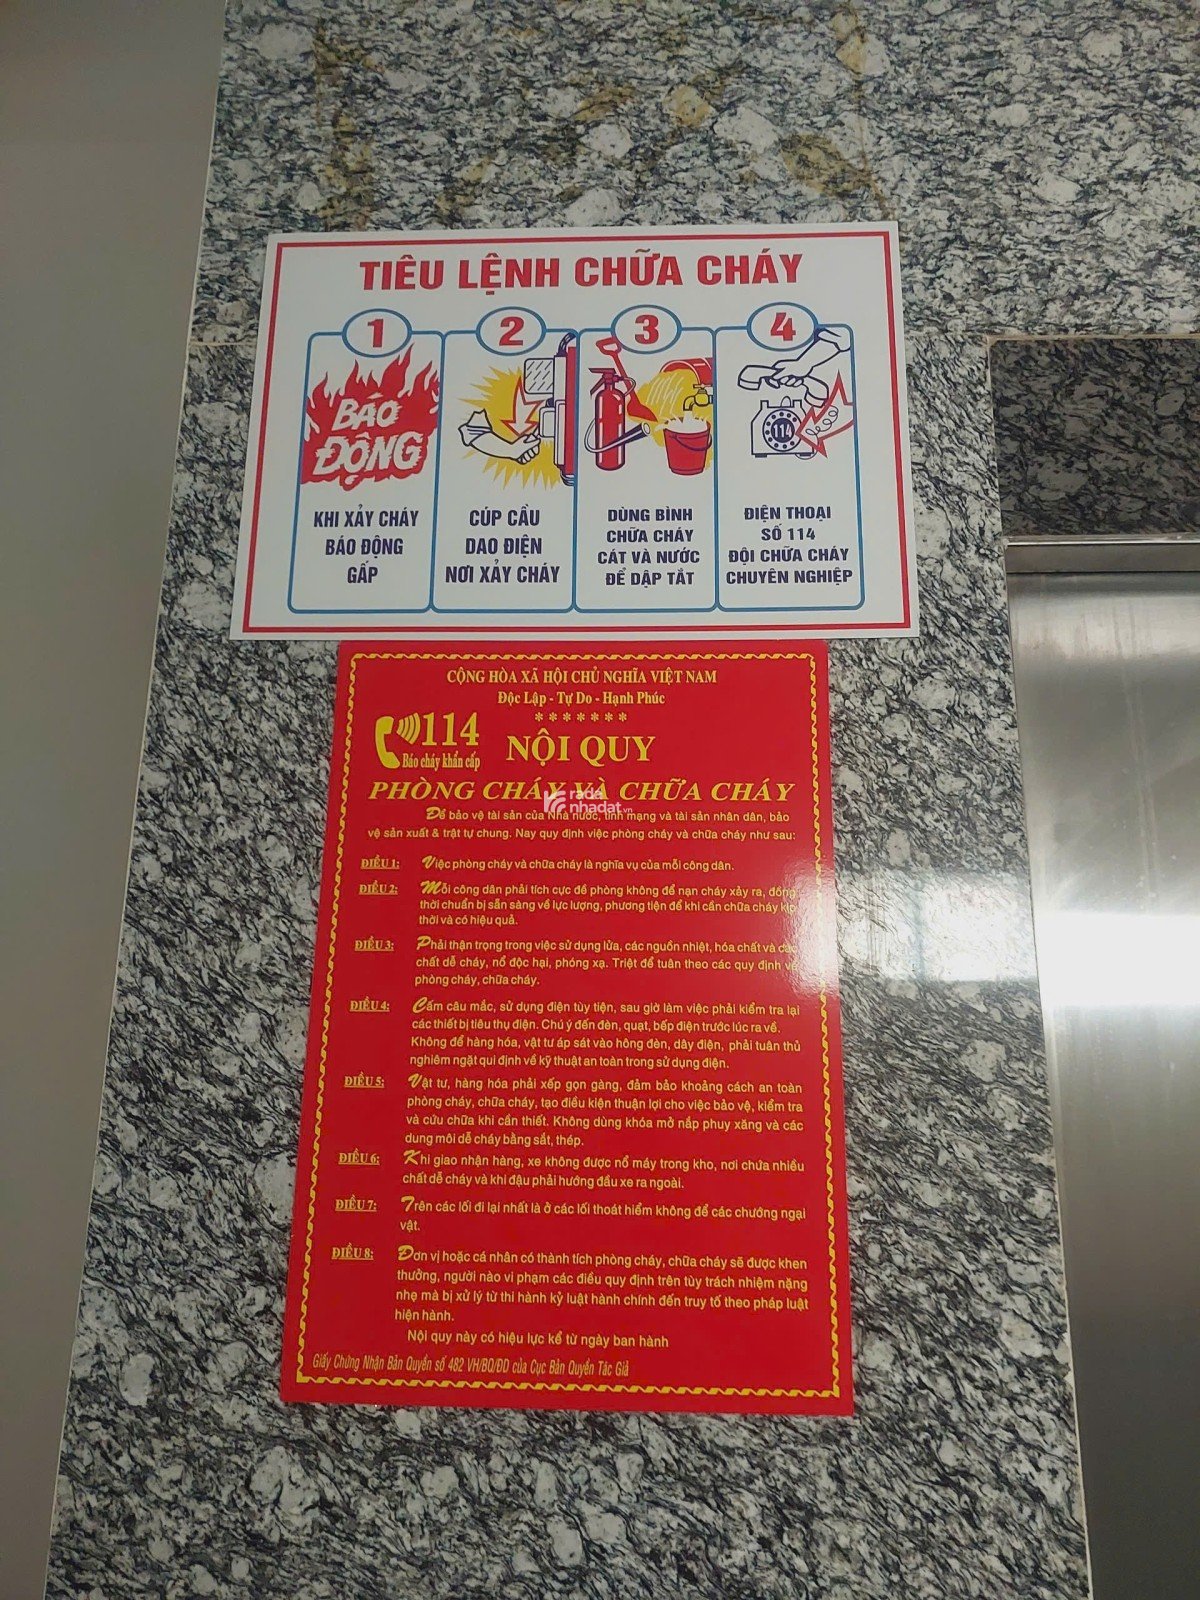 TIÊU LỆNH CHỮA CHÁY
1
BÁO
ĐỘNG
KHI XẢY CHÁY
BÁO ĐỘNG
GẤP
2
CÚP CẦU
DAO ĐIỆN
NƠI XẢY CHÁY
3
DÙNG BÌNH
CHỮA CHÁY
CÁT VÀ NƯỚC
ĐỂ DẬP TẮT
4
114
ĐIỆN THOẠI
SỐ 114
ĐỘI CHỮA CHÁY
CHUYÊN NGHIỆP
CỘNG HÒA XÃ HỘI CHỦ NGHĨA VIỆT NAM
Độc Lập - Tự Do - Hạnh Phúc
*******
114
Báo cháy khẩn cấp
NỘI QUY
PHÒNG CHÁY VÀ CHỮA CHÁY
rada
nhadat.vn
Để bảo vệ tài sản của Nhà nước, tính mạng và tài sản nhân dân, bảo
vệ sản xuất & trật tự chung. Nay quy định việc phòng cháy và chữa cháy như sau:
ĐIỀU 1: Việc phòng cháy và chữa cháy là nghĩa vụ của mỗi công dân.
ĐIỀU 2: Mỗi công dân phải tích cực đề phòng không để nạn cháy xảy ra, đồng
thời chuẩn bị sẵn sàng về lực lượng, phương tiện để khi cần chữa cháy kịp
thời và có hiệu quả.
ĐIỀU 3: Phải thận trọng trong việc sử dụng lửa, các nguồn nhiệt, hóa chất và các
chất dễ cháy, nổ độc hại, phóng xạ. Triệt để tuân theo các quy định về
phòng cháy, chữa cháy.
ĐIỀU 4: Cấm câu mắc, sử dụng điện tùy tiện, sau giờ làm việc phải kiểm tra lại
các thiết bị tiêu thụ điện. Chú ý đến đèn, quạt, bếp điện trước lúc ra về.
Không để hàng hóa, vật tư áp sát vào hông đèn, dây điện, phải tuân thủ
nghiêm ngặt qui định về kỹ thuật an toàn trong sử dụng điện.
ĐIỀU 5: Vật tư, hàng hóa phải xếp gọn gàng, đảm bảo khoảng cách an toàn
phòng cháy, chữa cháy, tạo điều kiện thuận lợi cho việc bảo vệ, kiểm tra
và cứu chữa khi cần thiết. Không dùng khóa mở nắp phuy xăng và các
dung môi dễ cháy bằng sắt, thép.
ĐIỀU 6: Khi giao nhận hàng, xe không được nổ máy trong kho, nơi chứa nhiều
chất dễ cháy và khi đậu phải hướng đầu xe ra ngoài.
ĐIỀU 7: Trên các lối đi lại nhất là ở các lối thoát hiểm không để các chướng ngại
vật.
ĐIỀU 8: Đơn vị hoặc cá nhân có thành tích phòng cháy, chữa cháy sẽ được khen
thưởng, người nào vi phạm các điều quy định trên tùy trách nhiệm nặng
nhẹ mà bị xử lý từ thi hành kỷ luật hành chính đến truy tố theo pháp luật
hiện hành.
Nội quy này có hiệu lực kể từ ngày ban hành
Giấy Chứng Nhận Bản Quyền số 482 VH/BQ/ĐD của Cục Bản Quyền Tác Giả